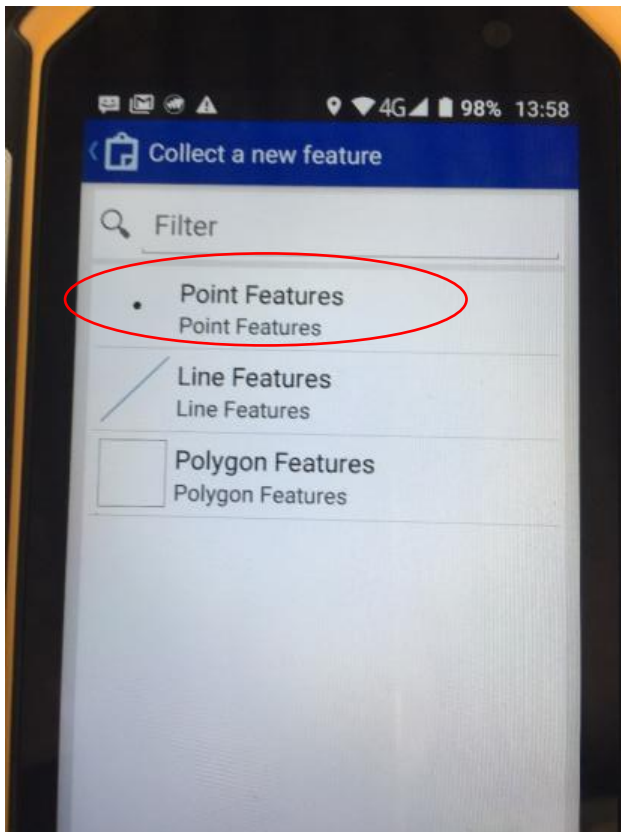 4G 98% 13:58
Collect a new feature
Filter
Point Features
Point Features
Line Features
Line Features
Polygon Features
Polygon Features